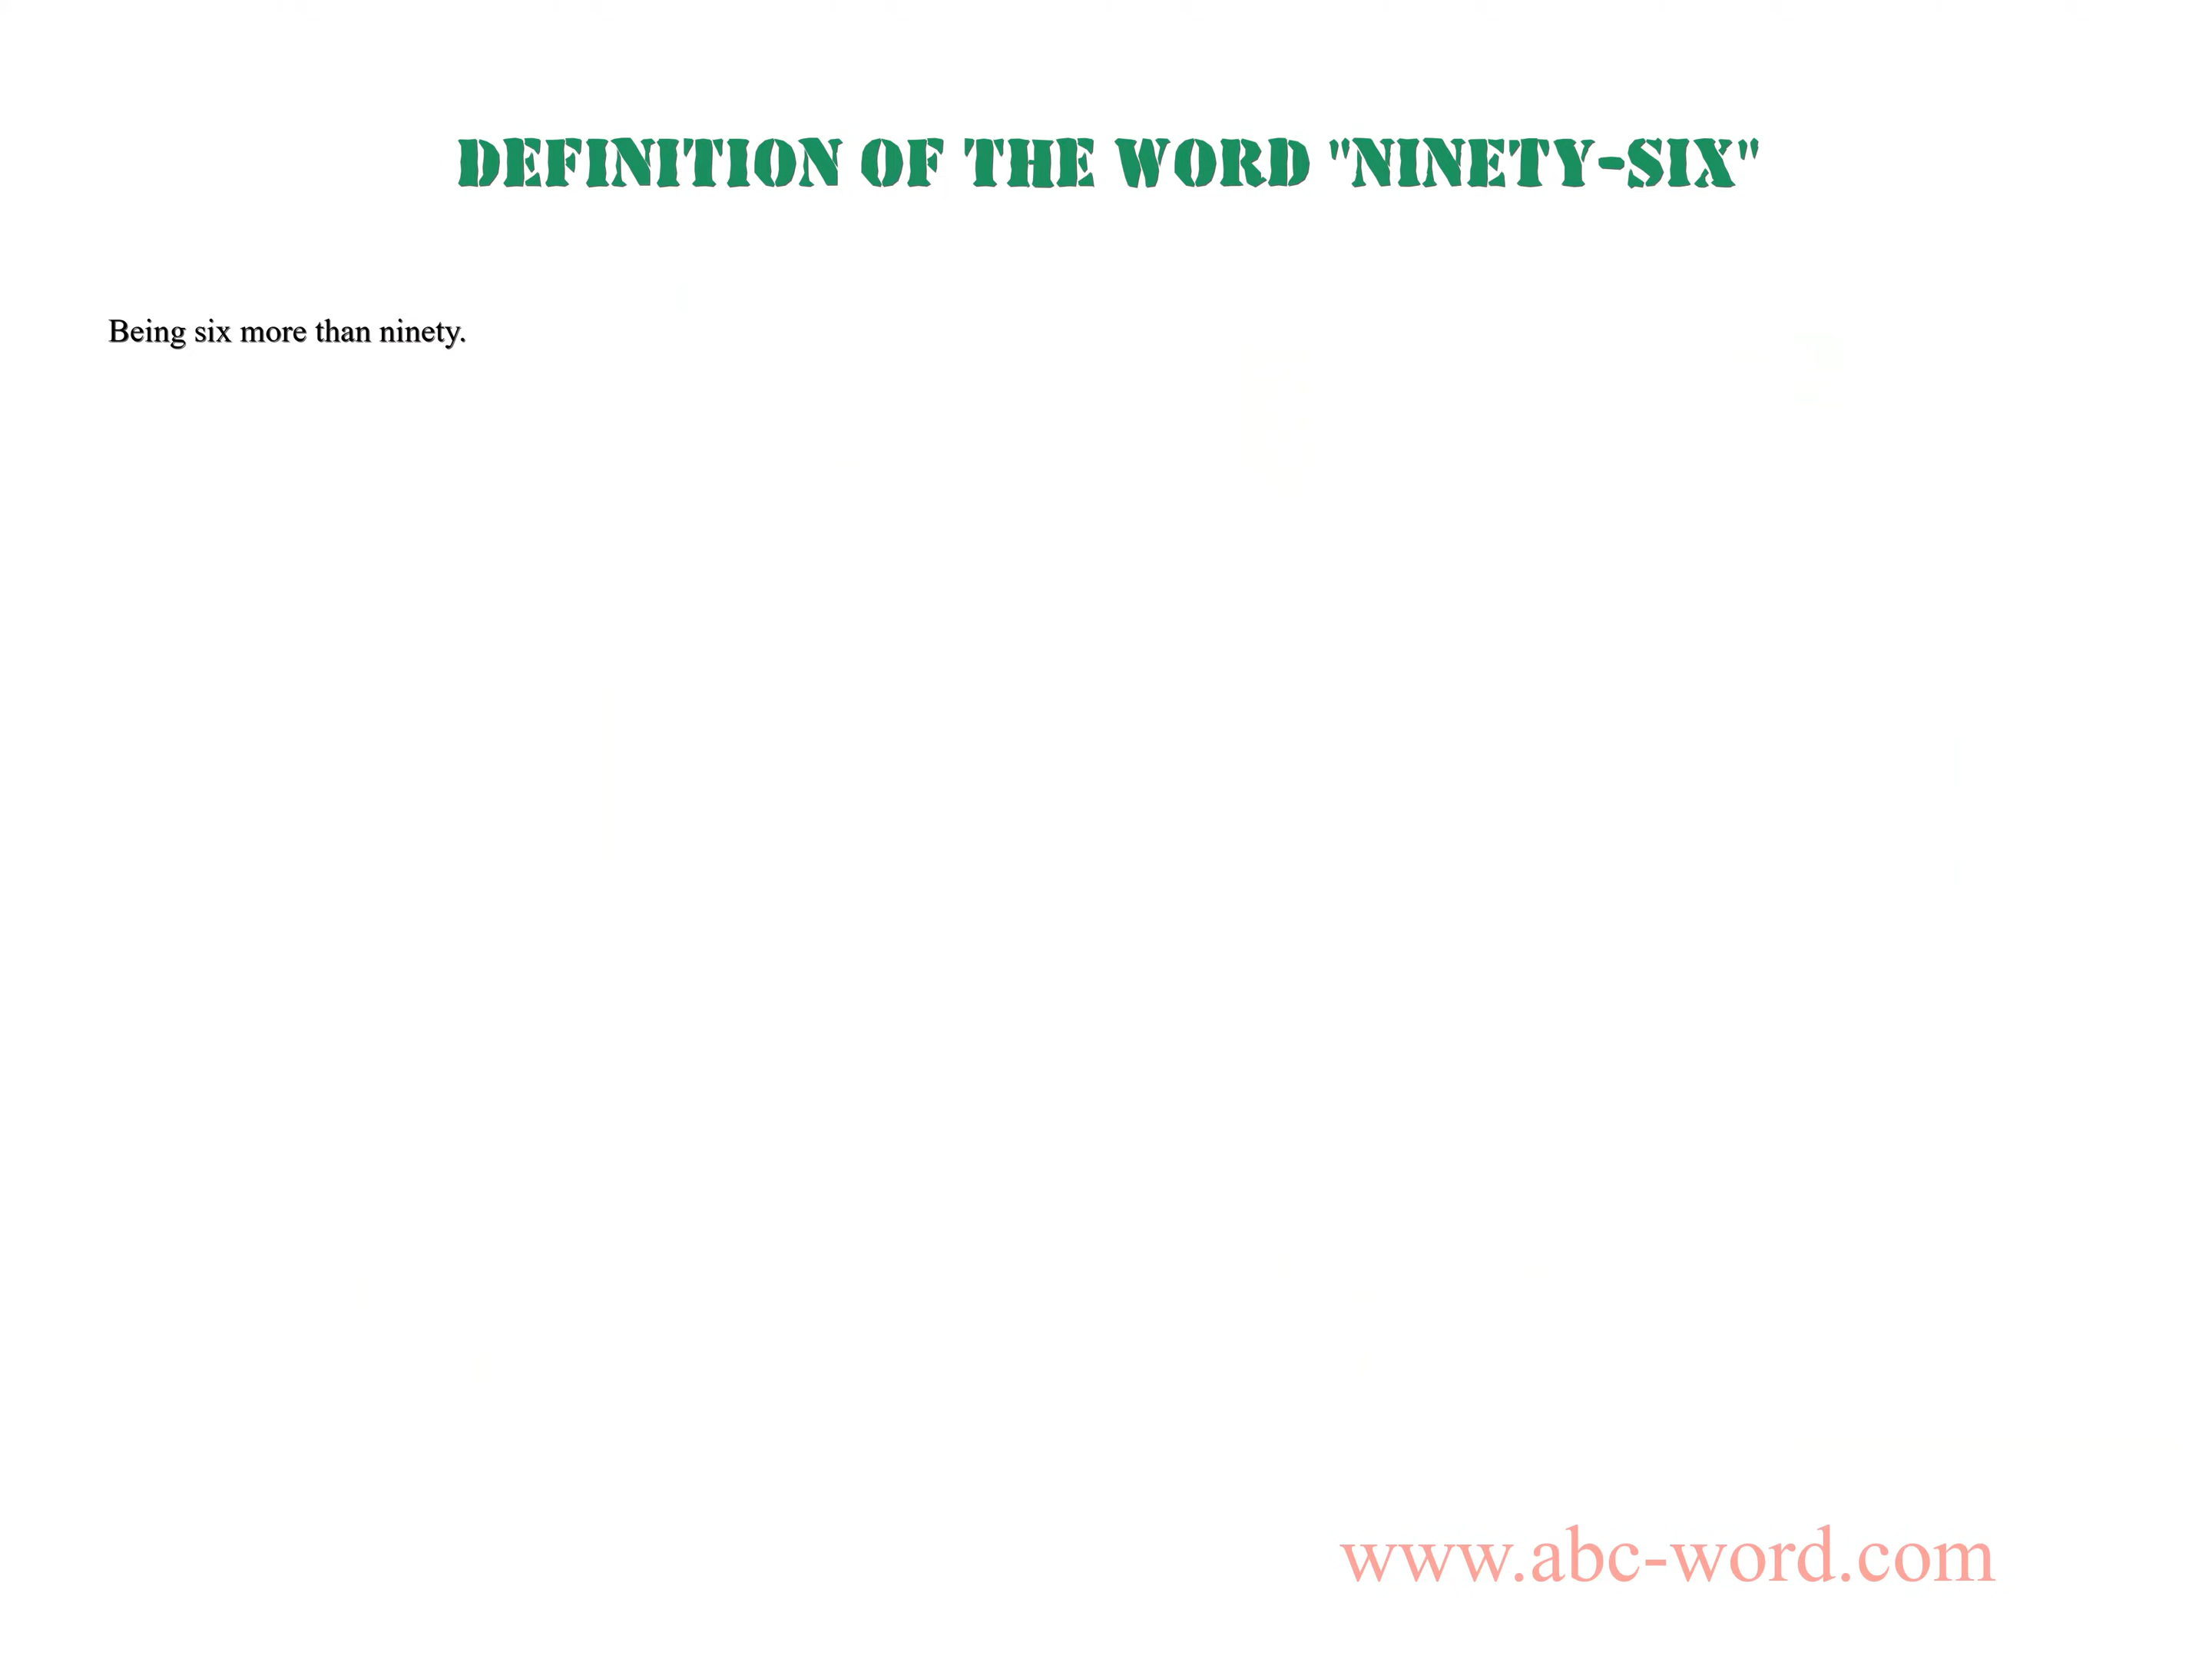 DEFINITION OF THE WORD "NINETY-SIX"
Being six more than ninety.
www.abc-word.com